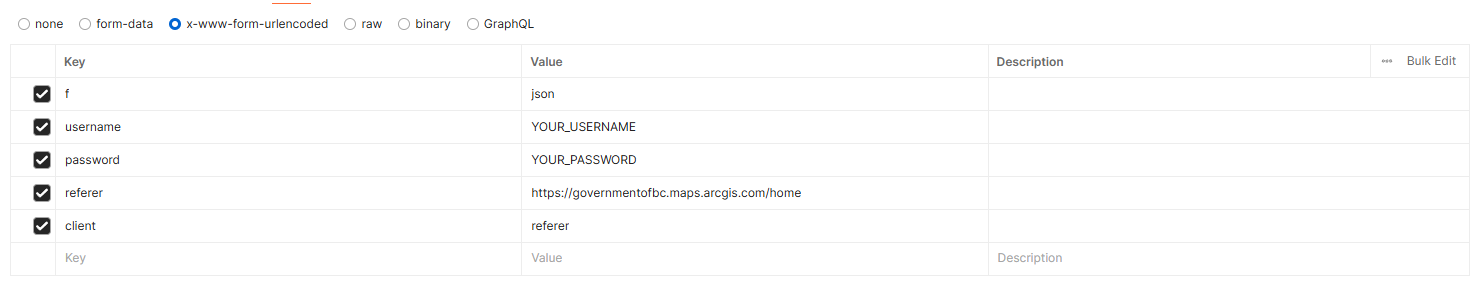 none form-data x-www-form-urlencoded raw binary GraphQL
Key Value Description ••• Bulk Edit
f json
username YOUR_USERNAME
password YOUR_PASSWORD
referer https://governmentofbc.maps.arcgis.com/home
client referer
Key Value Description